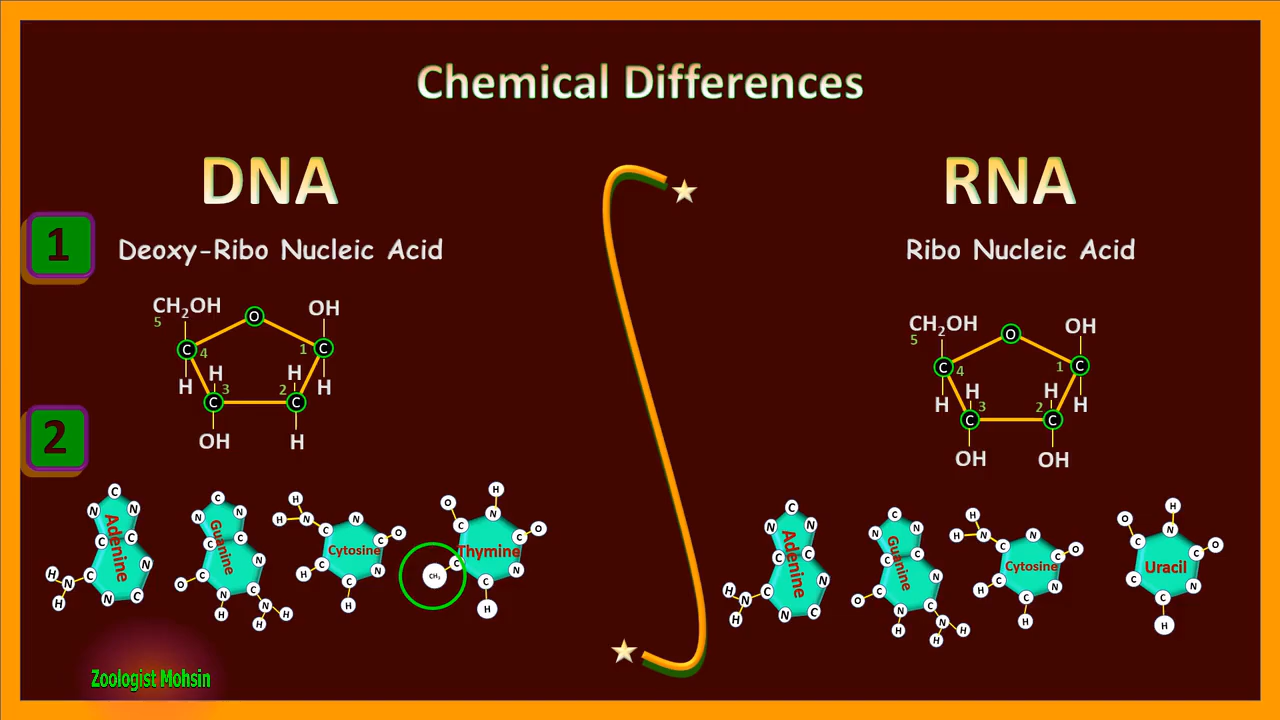 Chemical Differences
DNA
RNA
1
Deoxy-Ribo Nucleic Acid
Ribo Nucleic Acid
CH₂OH
5
O
OH
C
4
1
C
H
H
3
H
2
H
C
C
OH
H
CH₂OH
5
O
OH
C
4
1
C
H
H
3
H
2
H
C
C
OH
OH
2
Adenine
C
N
N
C
C
N
C
N
C
H
N
H
Guanine
C
N
N
C
C
N
C
N
C
O
H
N
H
H
Cytosine
H
H
N
C
N
C
O
N
C
C
H
H
Thymine
O
H
C
N
C
O
N
C
C
CH₃
H
Adenine
C
N
N
C
C
N
C
N
C
H
N
H
Guanine
C
N
N
C
C
N
C
N
C
O
H
N
H
H
Cytosine
H
H
N
C
N
C
O
N
C
C
H
H
Uracil
O
H
C
N
C
O
N
C
H
Zoologist Mohsin